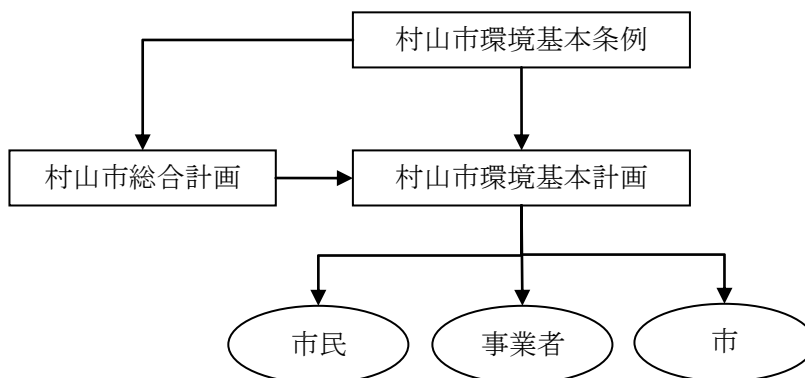 村山市環境基本条例
村山市総合計画
村山市環境基本計画
市民
事業者
市